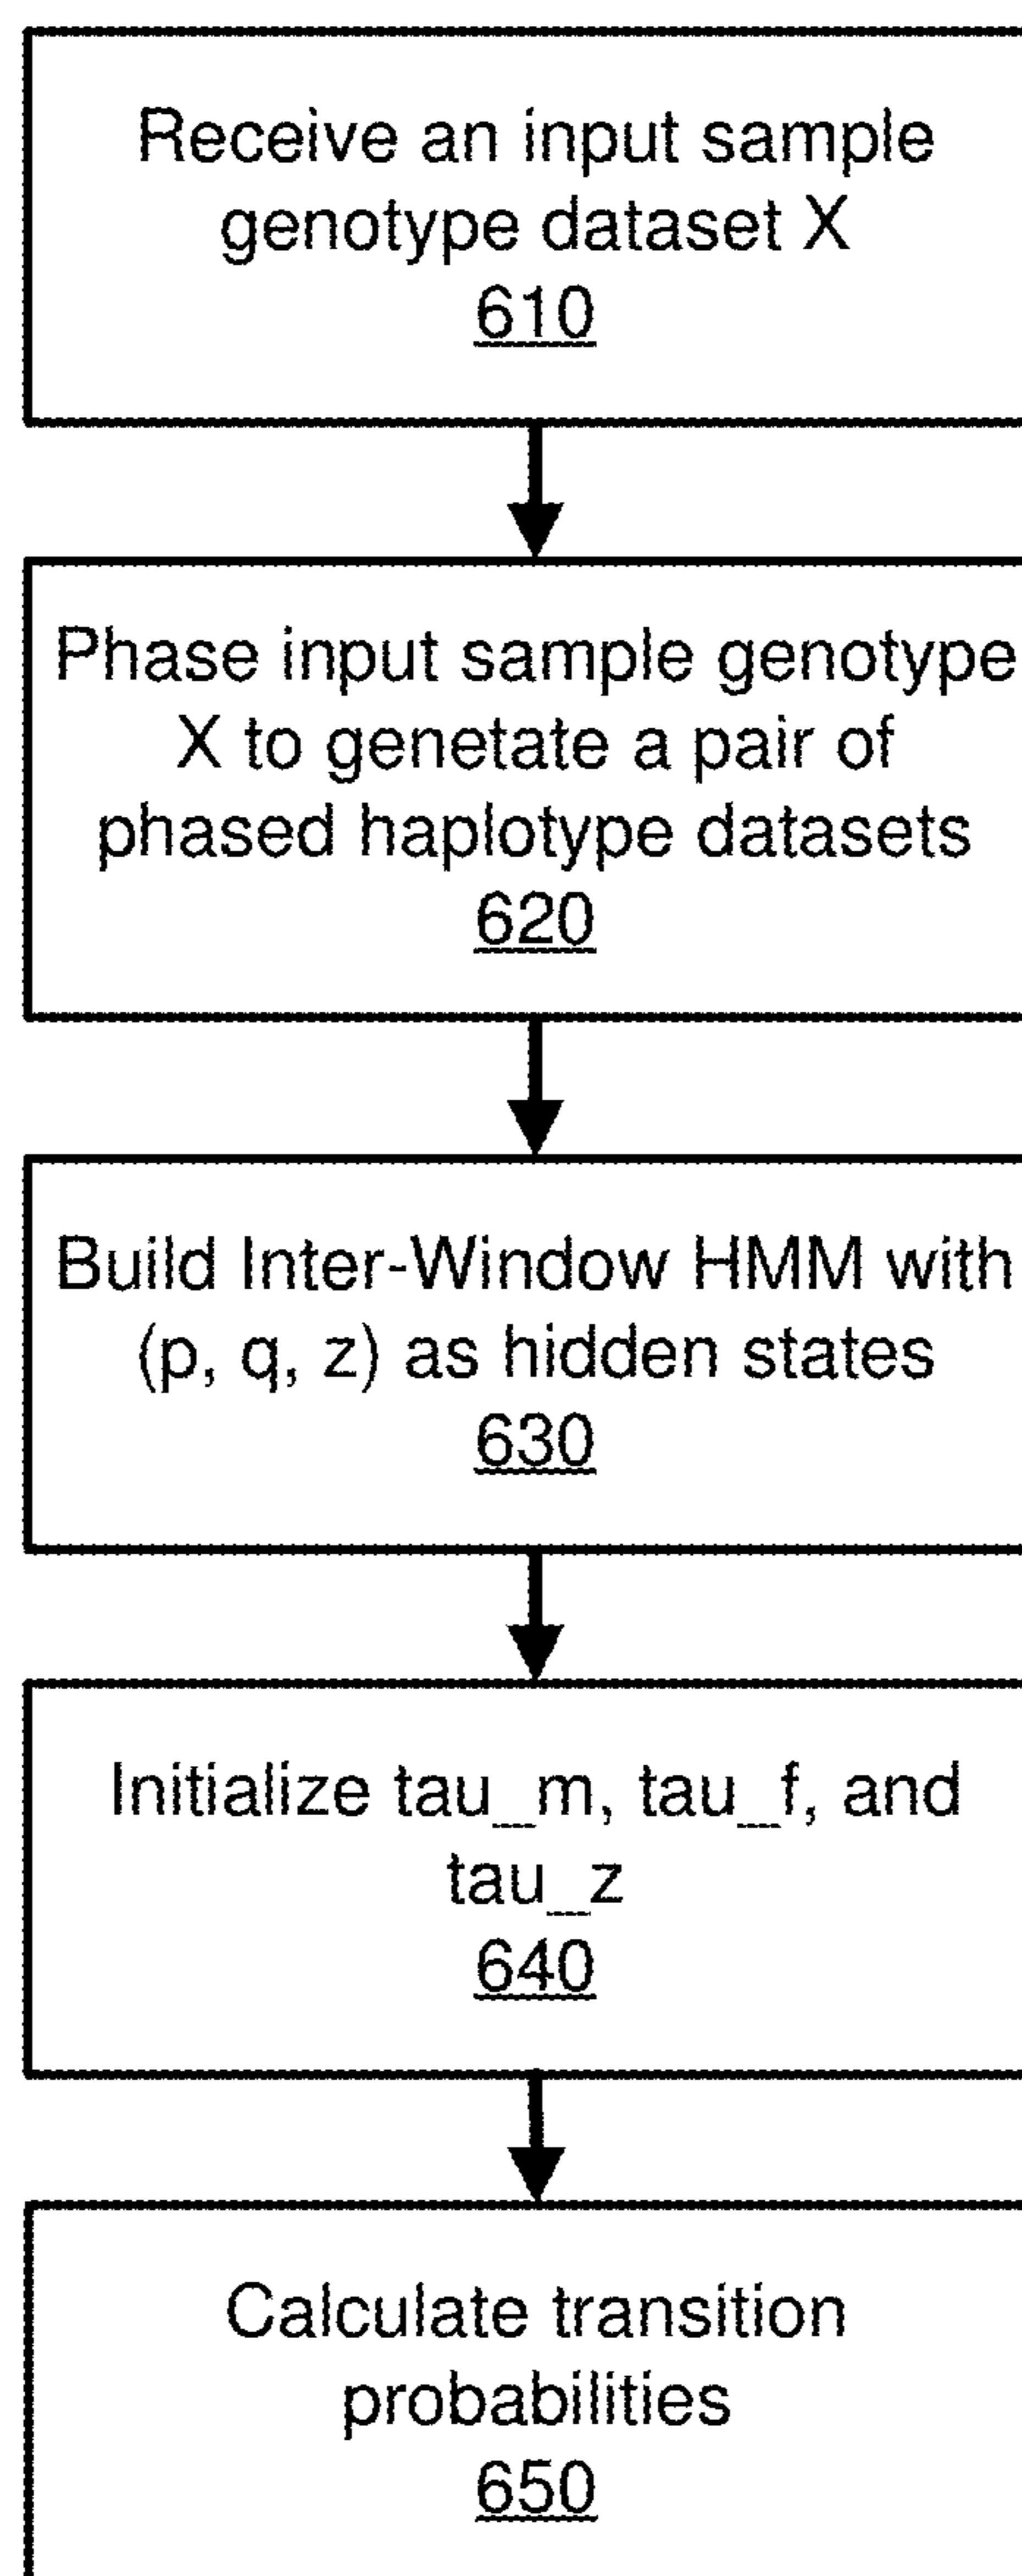 Receive an input sample
genotype dataset X
610
Phase input sample genotype
X to genetate a pair of
phased haplotype datasets
620
Build Inter-Window HMM with
(p, q, z) as hidden states
630
Initialize tau_m, tau_f, and
tau_z
640
Calculate transition
probabilities
650